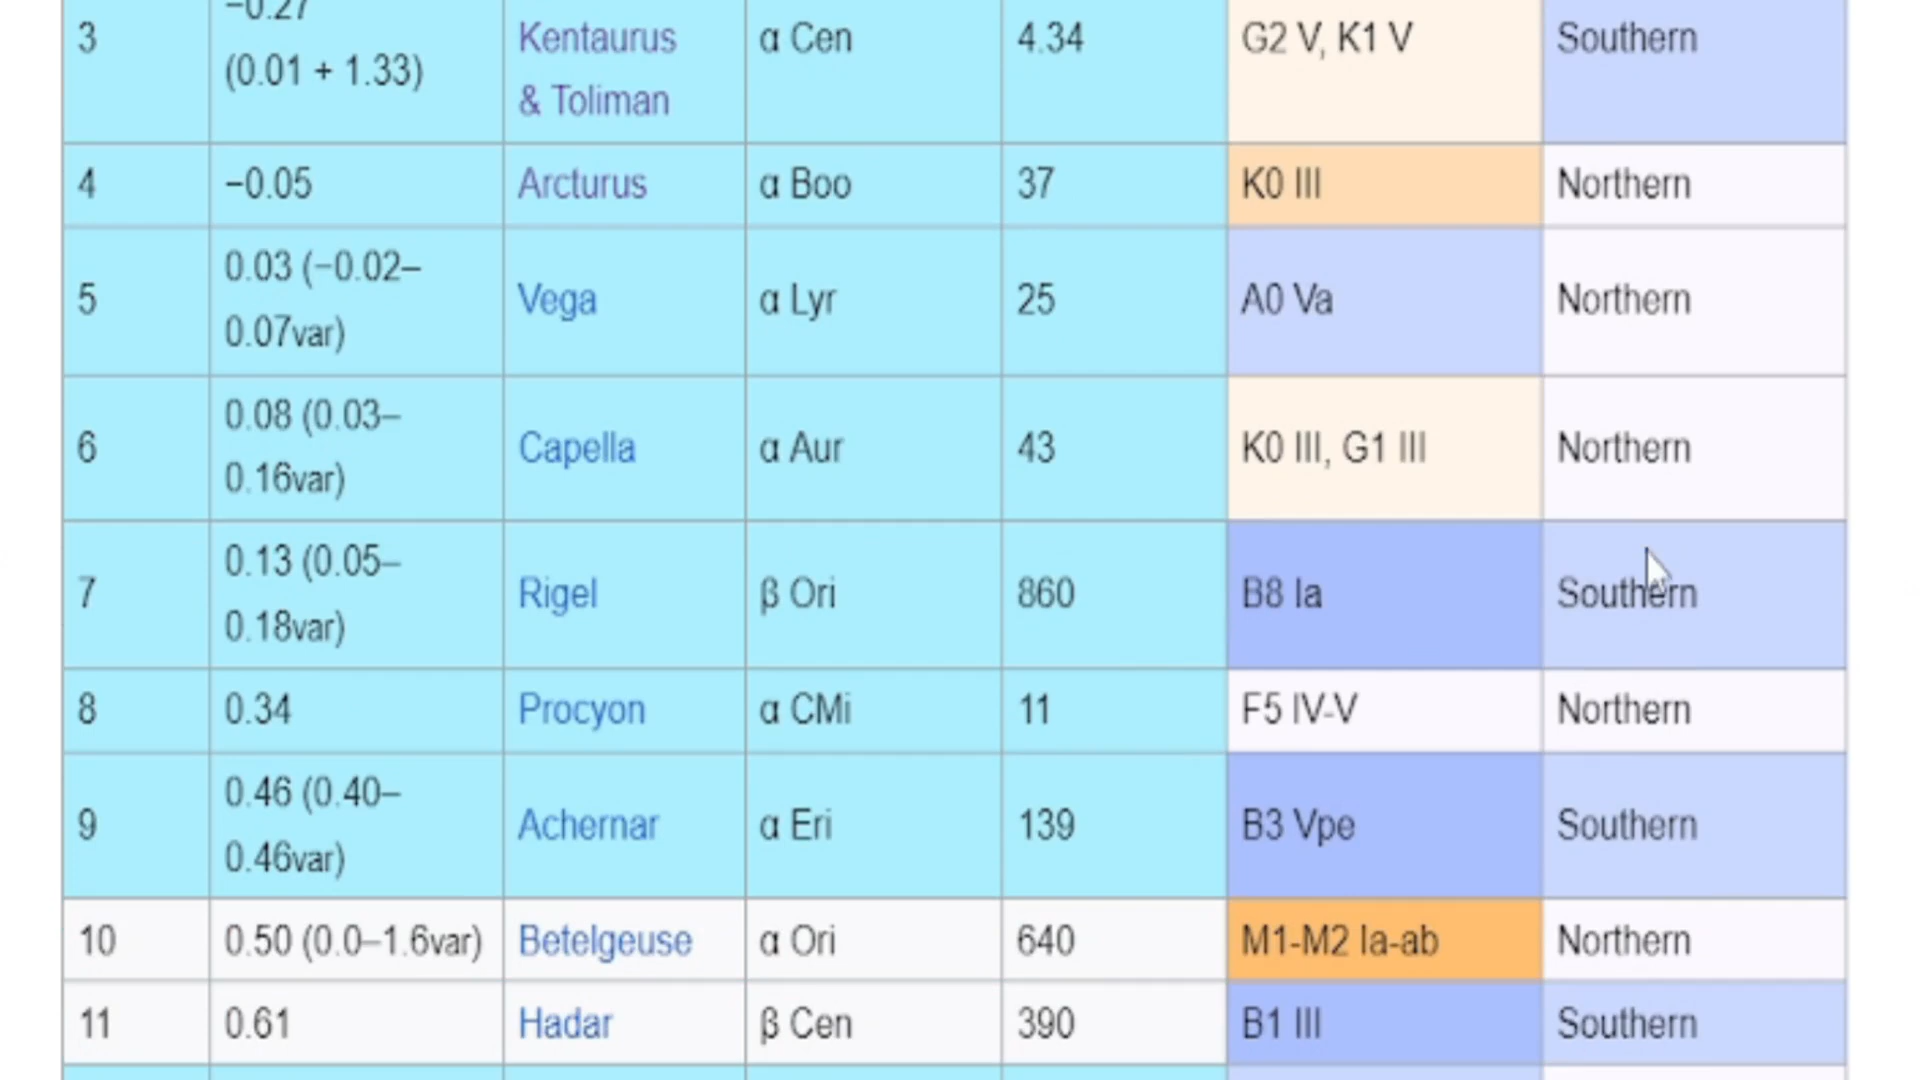 3 −0.27 (0.01 + 1.33) Kentaurus & Toliman α Cen 4.34 G2 V, K1 V Southern
4 −0.05 Arcturus α Boo 37 K0 III Northern
5 0.03 (−0.02–0.07var) Vega α Lyr 25 A0 Va Northern
6 0.08 (0.03–0.16var) Capella α Aur 43 K0 III, G1 III Northern
7 0.13 (0.05–0.18var) Rigel β Ori 860 B8 Ia Southern
8 0.34 Procyon α CMi 11 F5 IV-V Northern
9 0.46 (0.40–0.46var) Achernar α Eri 139 B3 Vpe Southern
10 0.50 (0.0–1.6var) Betelgeuse α Ori 640 M1-M2 Ia-ab Northern
11 0.61 Hadar β Cen 390 B1 III Southern